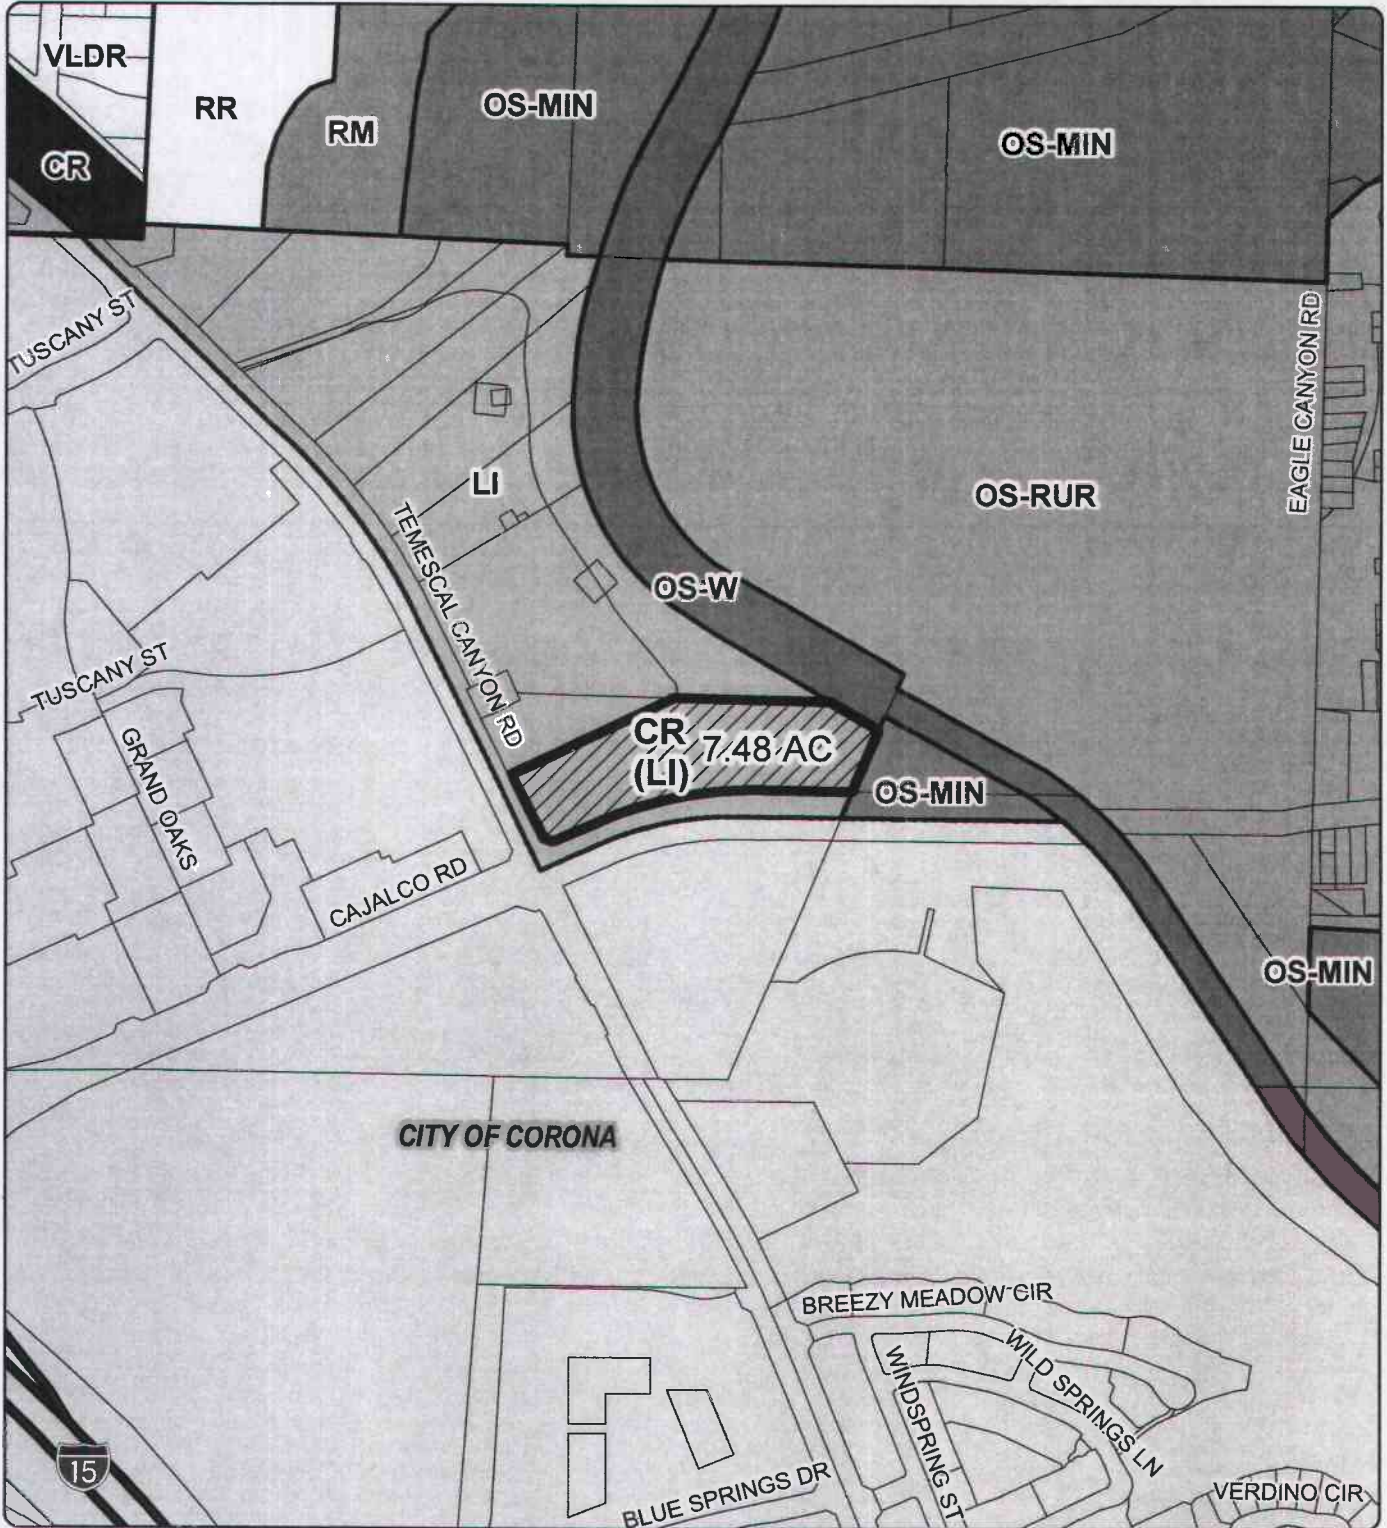 VLDR
RR
RM
OS-MIN
OS-MIN
CR
TUSCANY ST
EAGLE CANYON RD
LI
OS-RUR
TEMESCAL CANYON RD
OS-W
TUSCANY ST
GRAND OAKS
CR
(LI)
7.48 AC
OS-MIN
CAJALCO RD
OS-MIN
CITY OF CORONA
BREEZY MEADOW CIR
WILD SPRINGS LN
WINDSPRING ST
15
BLUE SPRINGS DR
VERDINO CIR